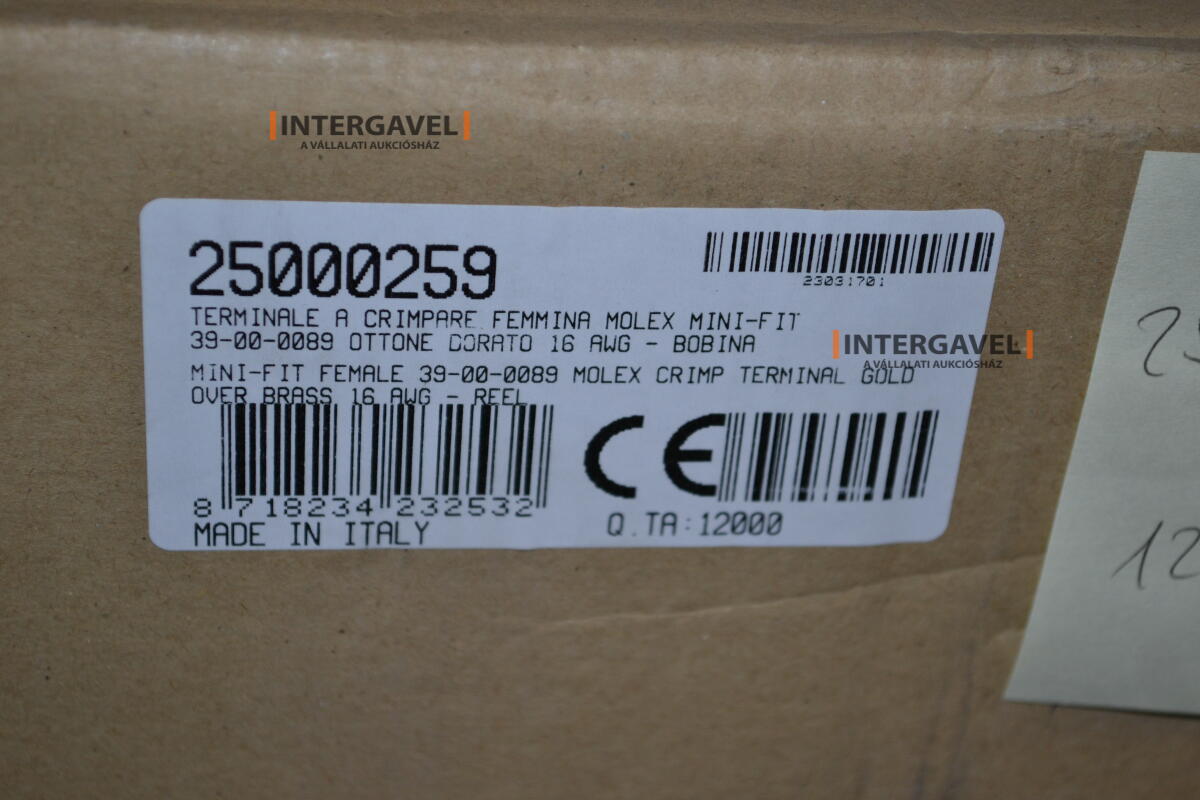 INTERGAVEL
A VÁLLALATI AUKCIÓSHÁZ
25000259
23031701
TERMINALE A CRIMPARE FEMMINA MOLEX MINI-FIT
39-00-0089 OTTONE DORATO 16 AWG - BOBINA
INTERGAVEL
A VÁLLALATI AUKCIÓSHÁZ
MINI-FIT FEMALE 39-00-0089 MOLEX CRIMP TERMINAL GOLD
OVER BRASS 16 AWG - REEL
CE
8 718234 232532
MADE IN ITALY
Q.TA:12000
12